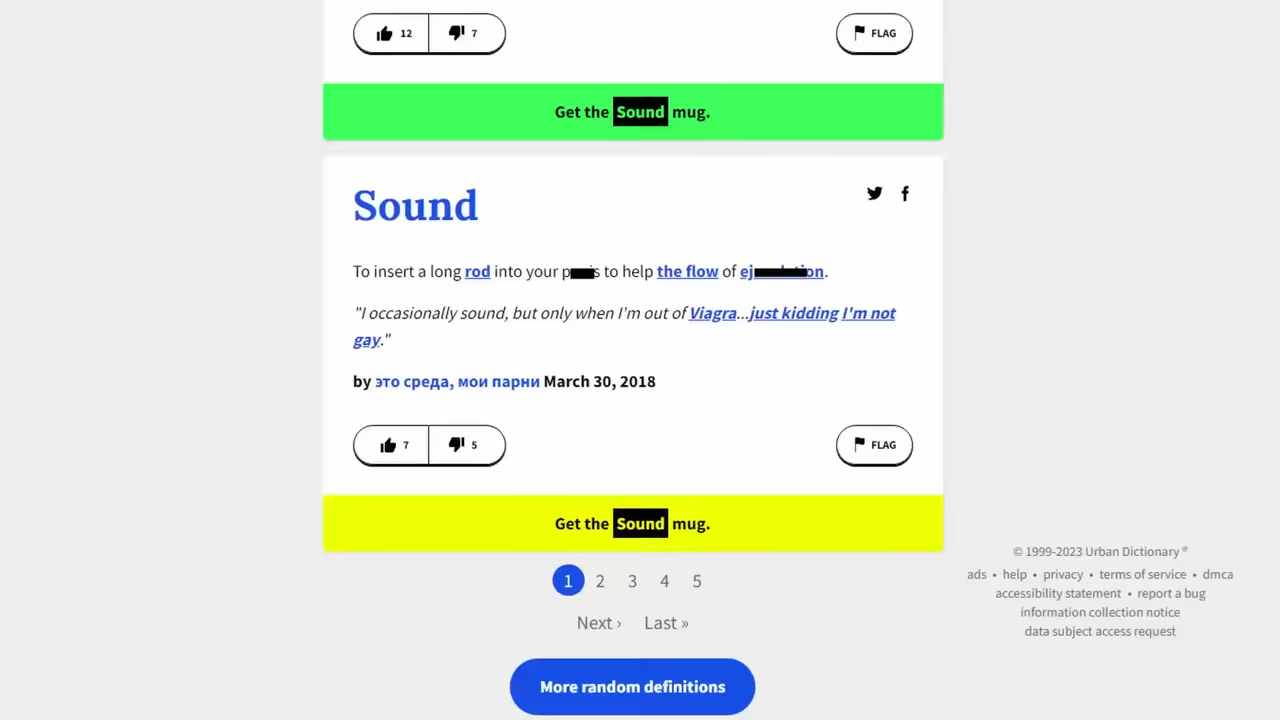 12 7 FLAG
Get the Sound mug.
Sound
To insert a long rod into your p s to help the flow of ej on.
"I occasionally sound, but only when I'm out of Viagra...just kidding I'm not
gay."
by это среда, мои парни March 30, 2018
7 5 FLAG
Get the Sound mug.
© 1999-2023 Urban Dictionary ®
ads • help • privacy • terms of service • dmca
accessibility statement • report a bug
information collection notice
data subject access request
1 2 3 4 5
Next › Last »
More random definitions